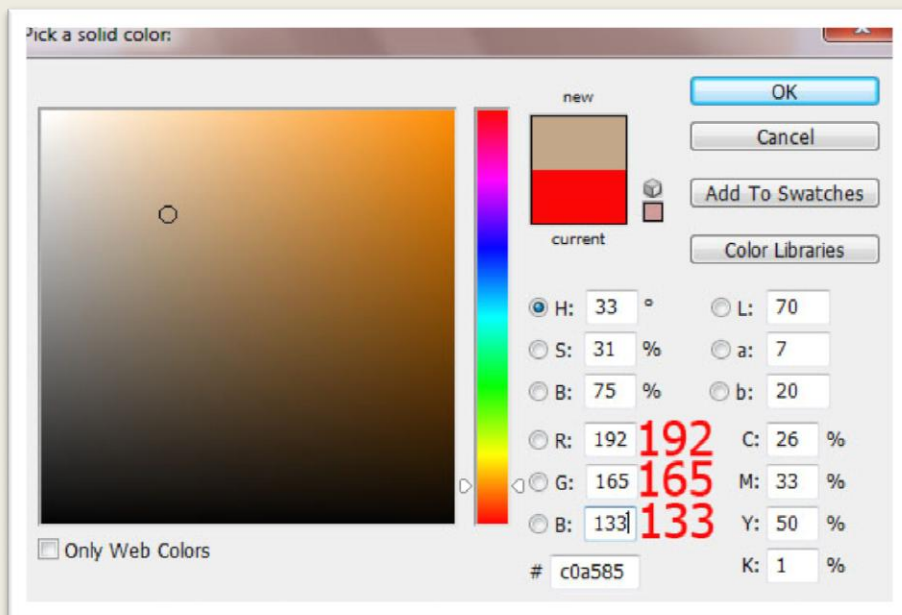 Pick a solid color:
new
OK
Cancel
Add To Swatches
current
Color Libraries
H: 33 °
L: 70
S: 31 %
a: 7
B: 75 %
b: 20
R: 192 192
C: 26 %
G: 165 165
M: 33 %
B: 133 133
Y: 50 %
Only Web Colors
# c0a585
K: 1 %